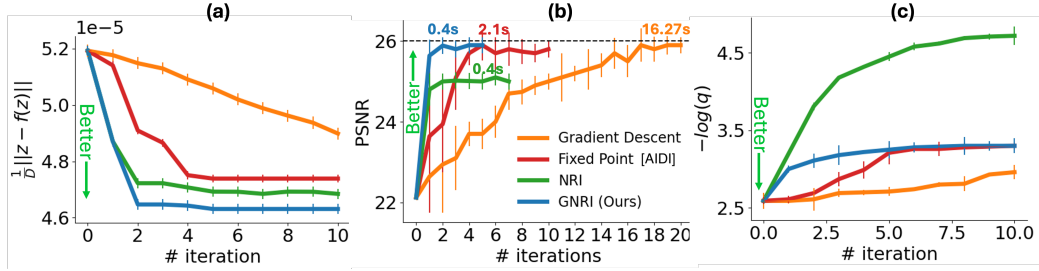 (a)
1e−5
5.2
5.0
4.8
4.6
1/D ||z − f(z)||
Better
0 2 4 6 8 10
# iteration
(b)
26
24
22
PSNR
Better
0.4s
2.1s
16.27s
0.4s
Gradient Descent
Fixed Point [AIDI]
NRI
GNRI (Ours)
0 2 4 6 8 10 12 14 16 18 20
# iterations
(c)
4.5
3.5
2.5
−log(q)
Better
0.0 2.5 5.0 7.5 10.0
# iteration